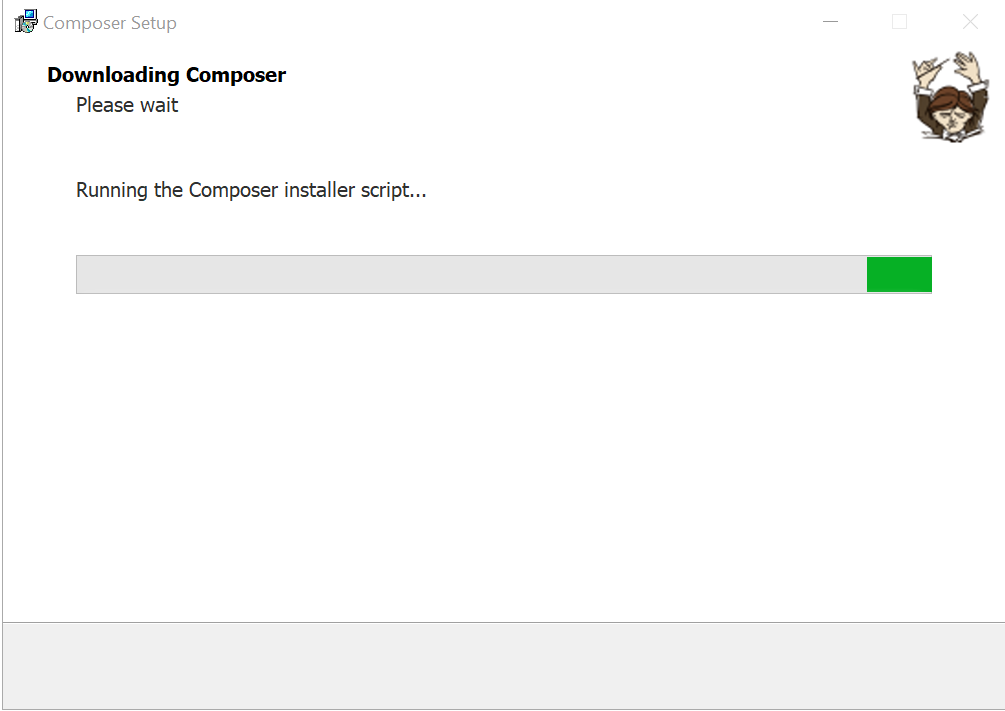 Composer Setup
Downloading Composer
Please wait
Running the Composer installer script...